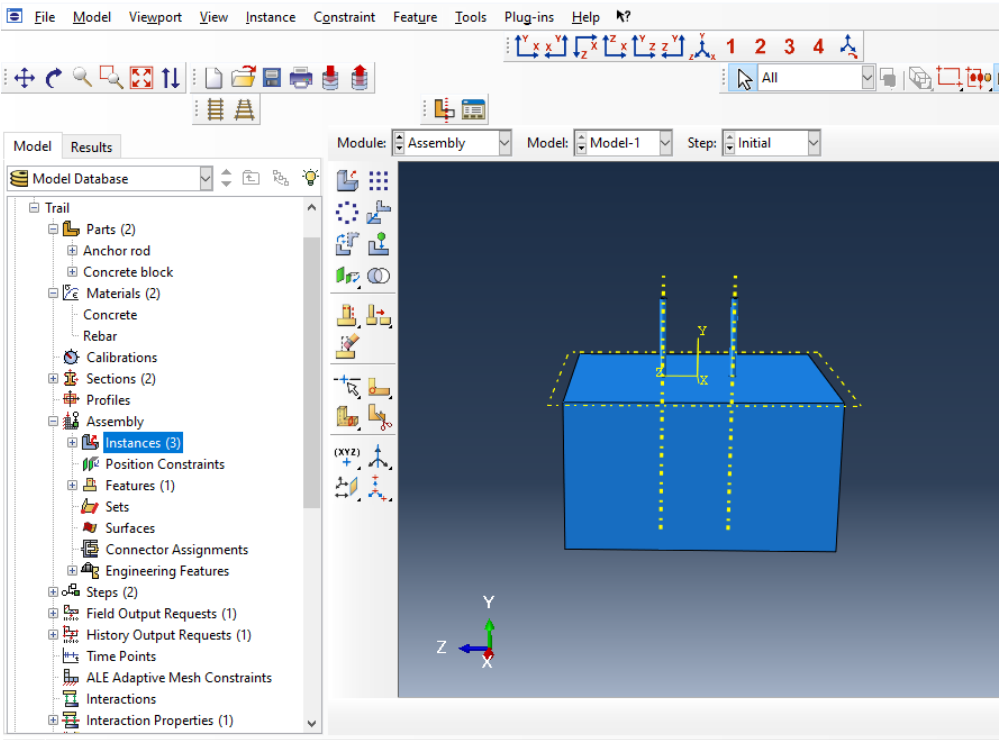 File Model Viewport View Instance Constraint Feature Tools Plug-ins Help
Y x x Y Z x Z x Y z z Y Y z x 1 2 3 4
All
Model Results
Module: Assembly Model: Model-1 Step: Initial
Model Database
Trail
Parts (2)
Anchor rod
Concrete block
Materials (2)
Concrete
Rebar
Calibrations
Sections (2)
Profiles
Assembly
Instances (3)
Position Constraints
Features (1)
Sets
Surfaces
Connector Assignments
Engineering Features
Steps (2)
Field Output Requests (1)
History Output Requests (1)
Time Points
ALE Adaptive Mesh Constraints
Interactions
Interaction Properties (1)
(XYZ)
Y
Z
X
Y
Z
X